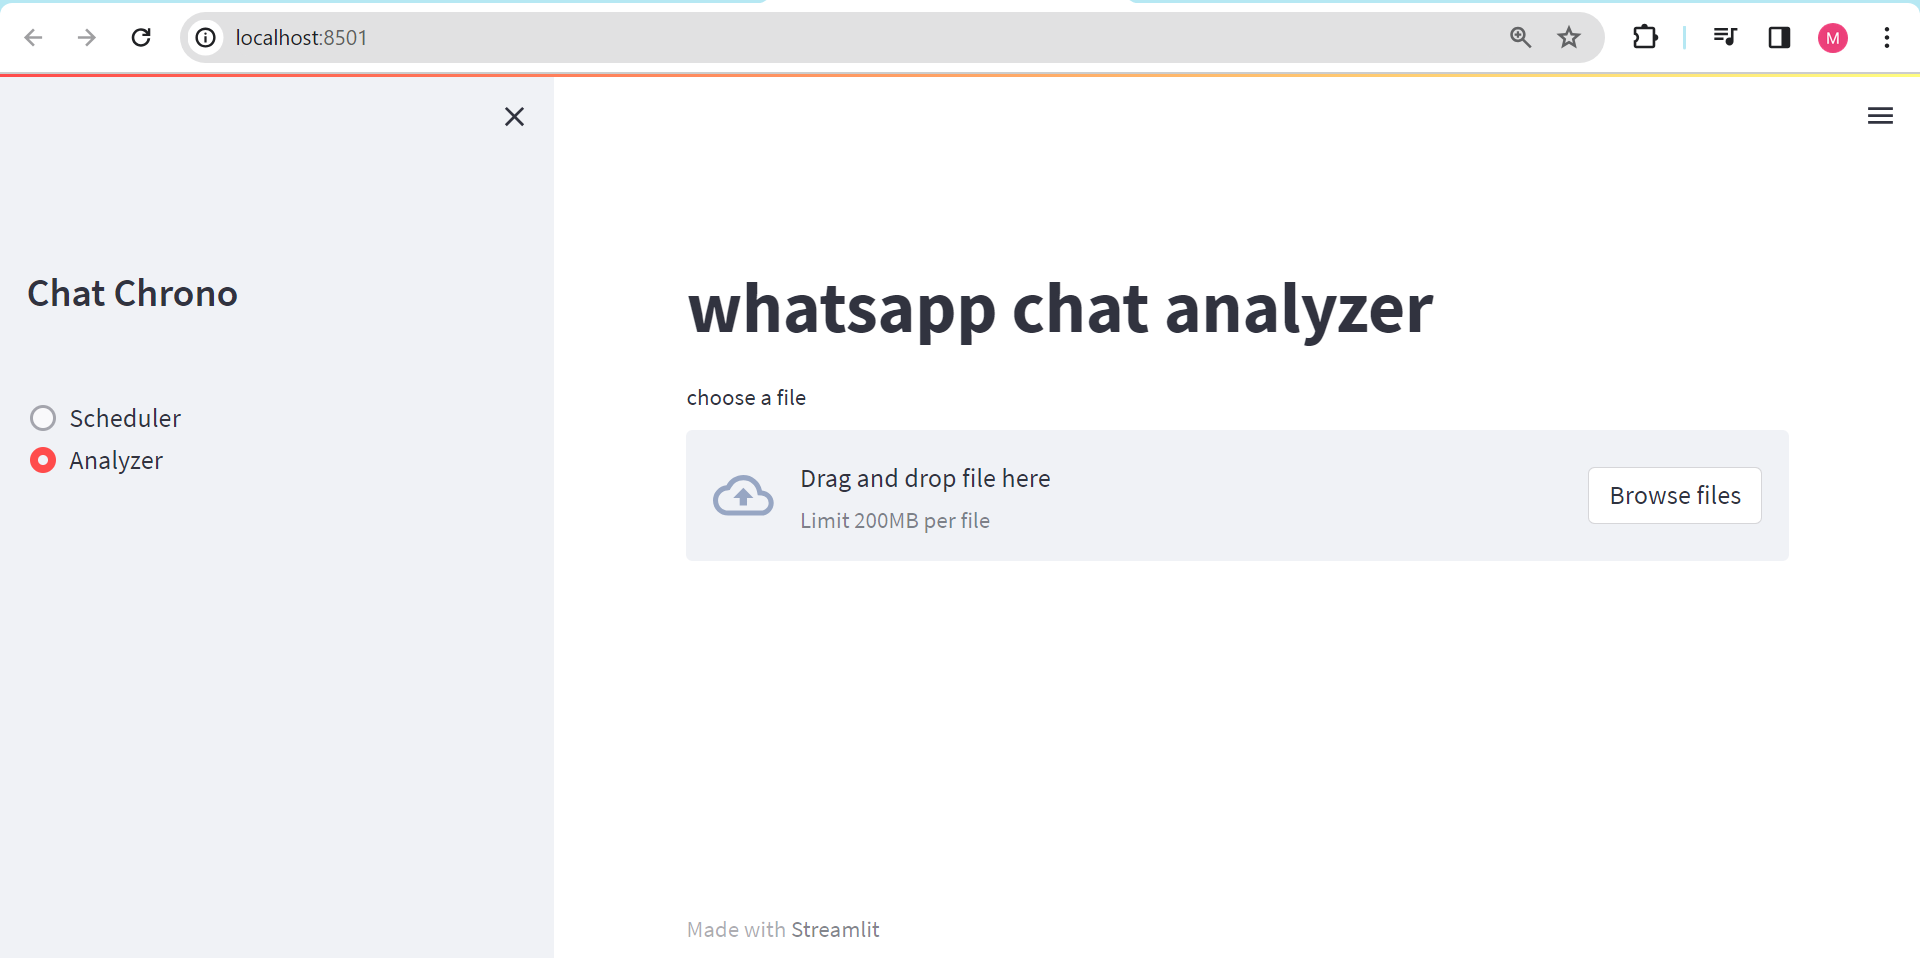 localhost:8501
M
Chat Chrono
Scheduler
Analyzer
whatsapp chat analyzer
choose a file
Drag and drop file here
Limit 200MB per file
Browse files
Made with Streamlit